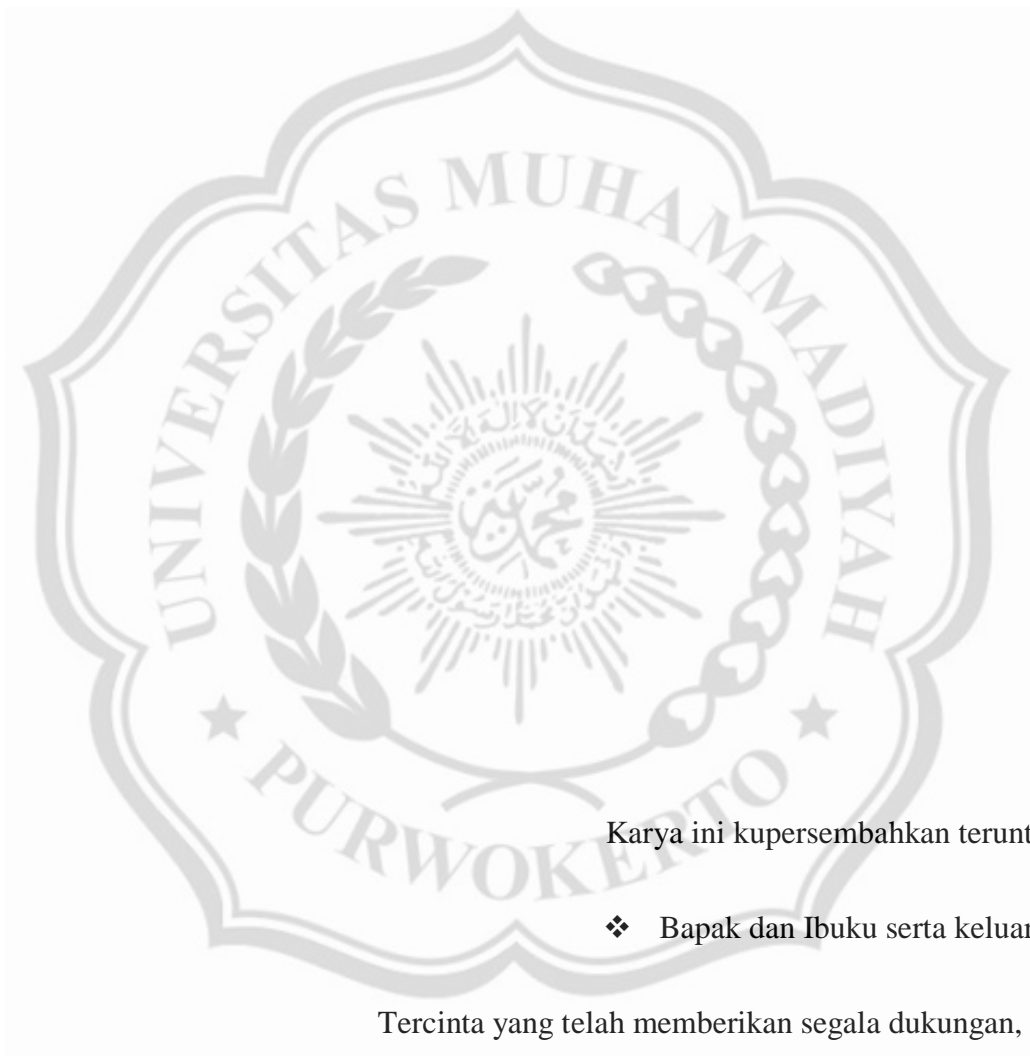 UNIVERSITAS MUHAMMADIYAH
PURWOKERTO
Karya ini kupersembahkan terunt
❖ Bapak dan Ibuku serta keluar
Tercinta yang telah memberikan segala dukungan,